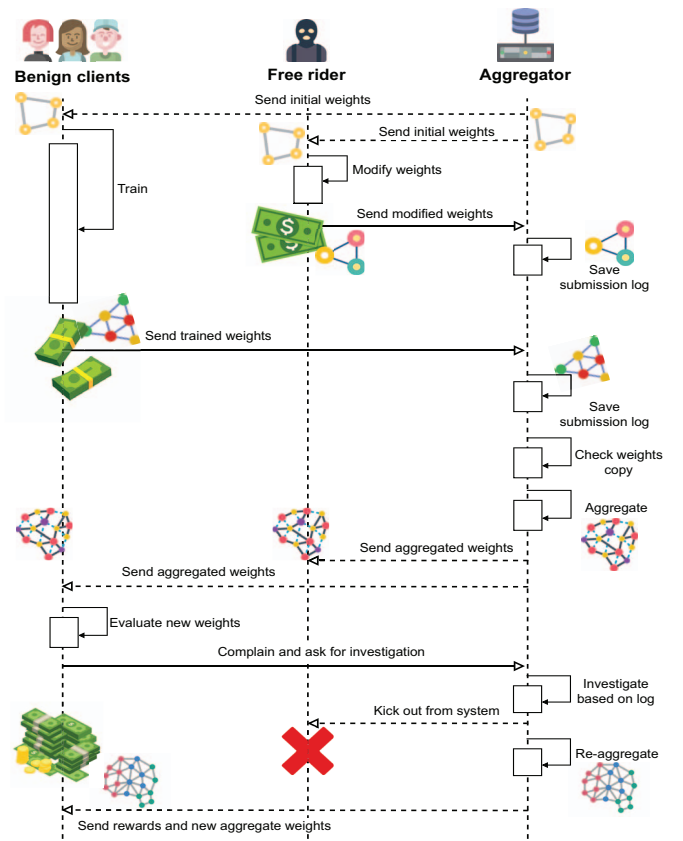 Benign clients
Free rider
Aggregator
Send initial weights
Send initial weights
Modify weights
Train
Send modified weights
Save
submission log
Send trained weights
Save
submission log
Check weights
copy
Aggregate
Send aggregated weights
Send aggregated weights
Evaluate new weights
Complain and ask for investigation
Investigate
based on log
Kick out from system
Re-aggregate
Send rewards and new aggregate weights